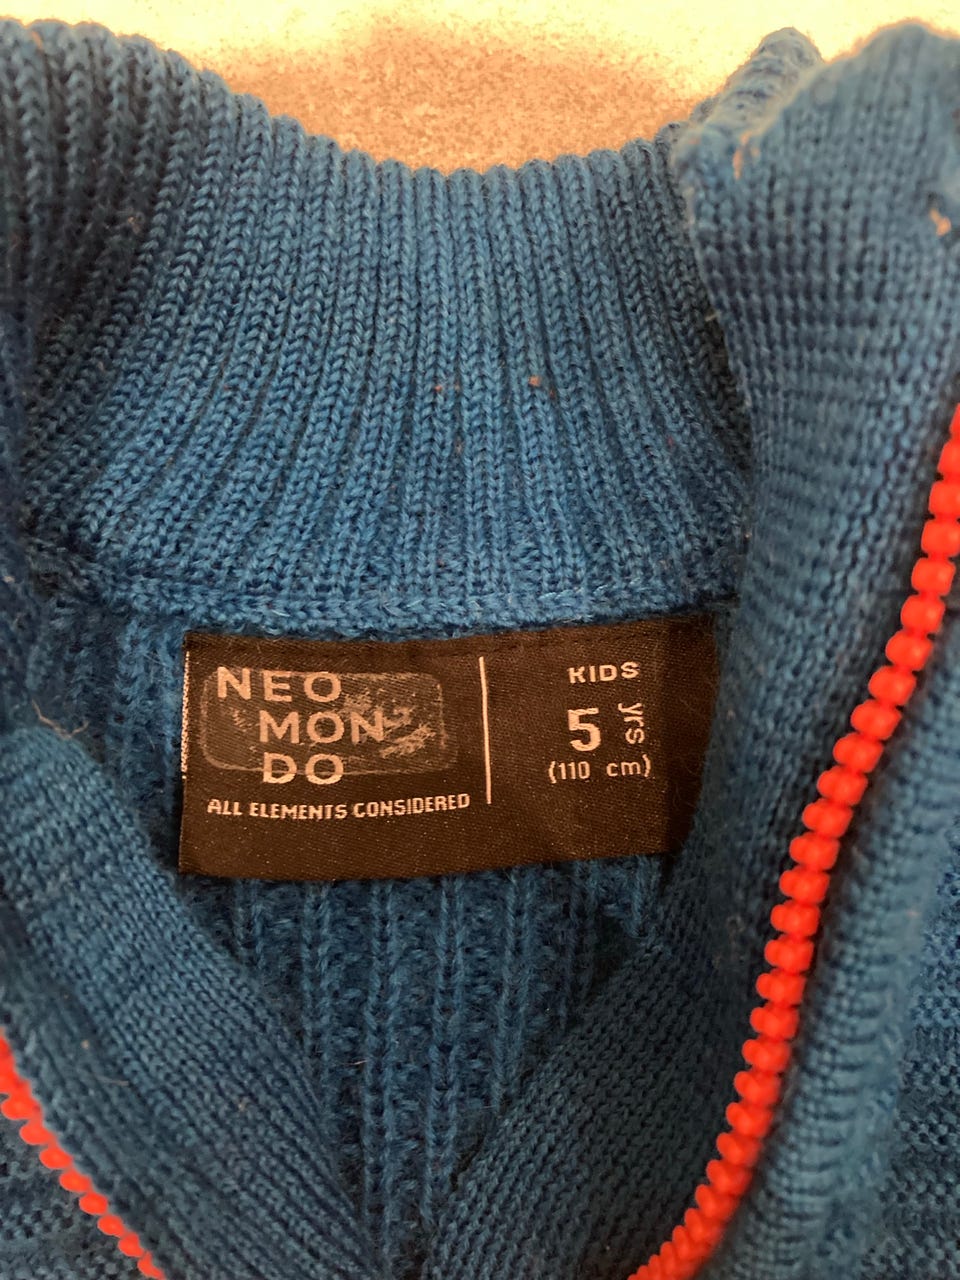 NEO
MON
DO
ALL ELEMENTS CONSIDERED
KIDS
5 yrs
(110 cm)